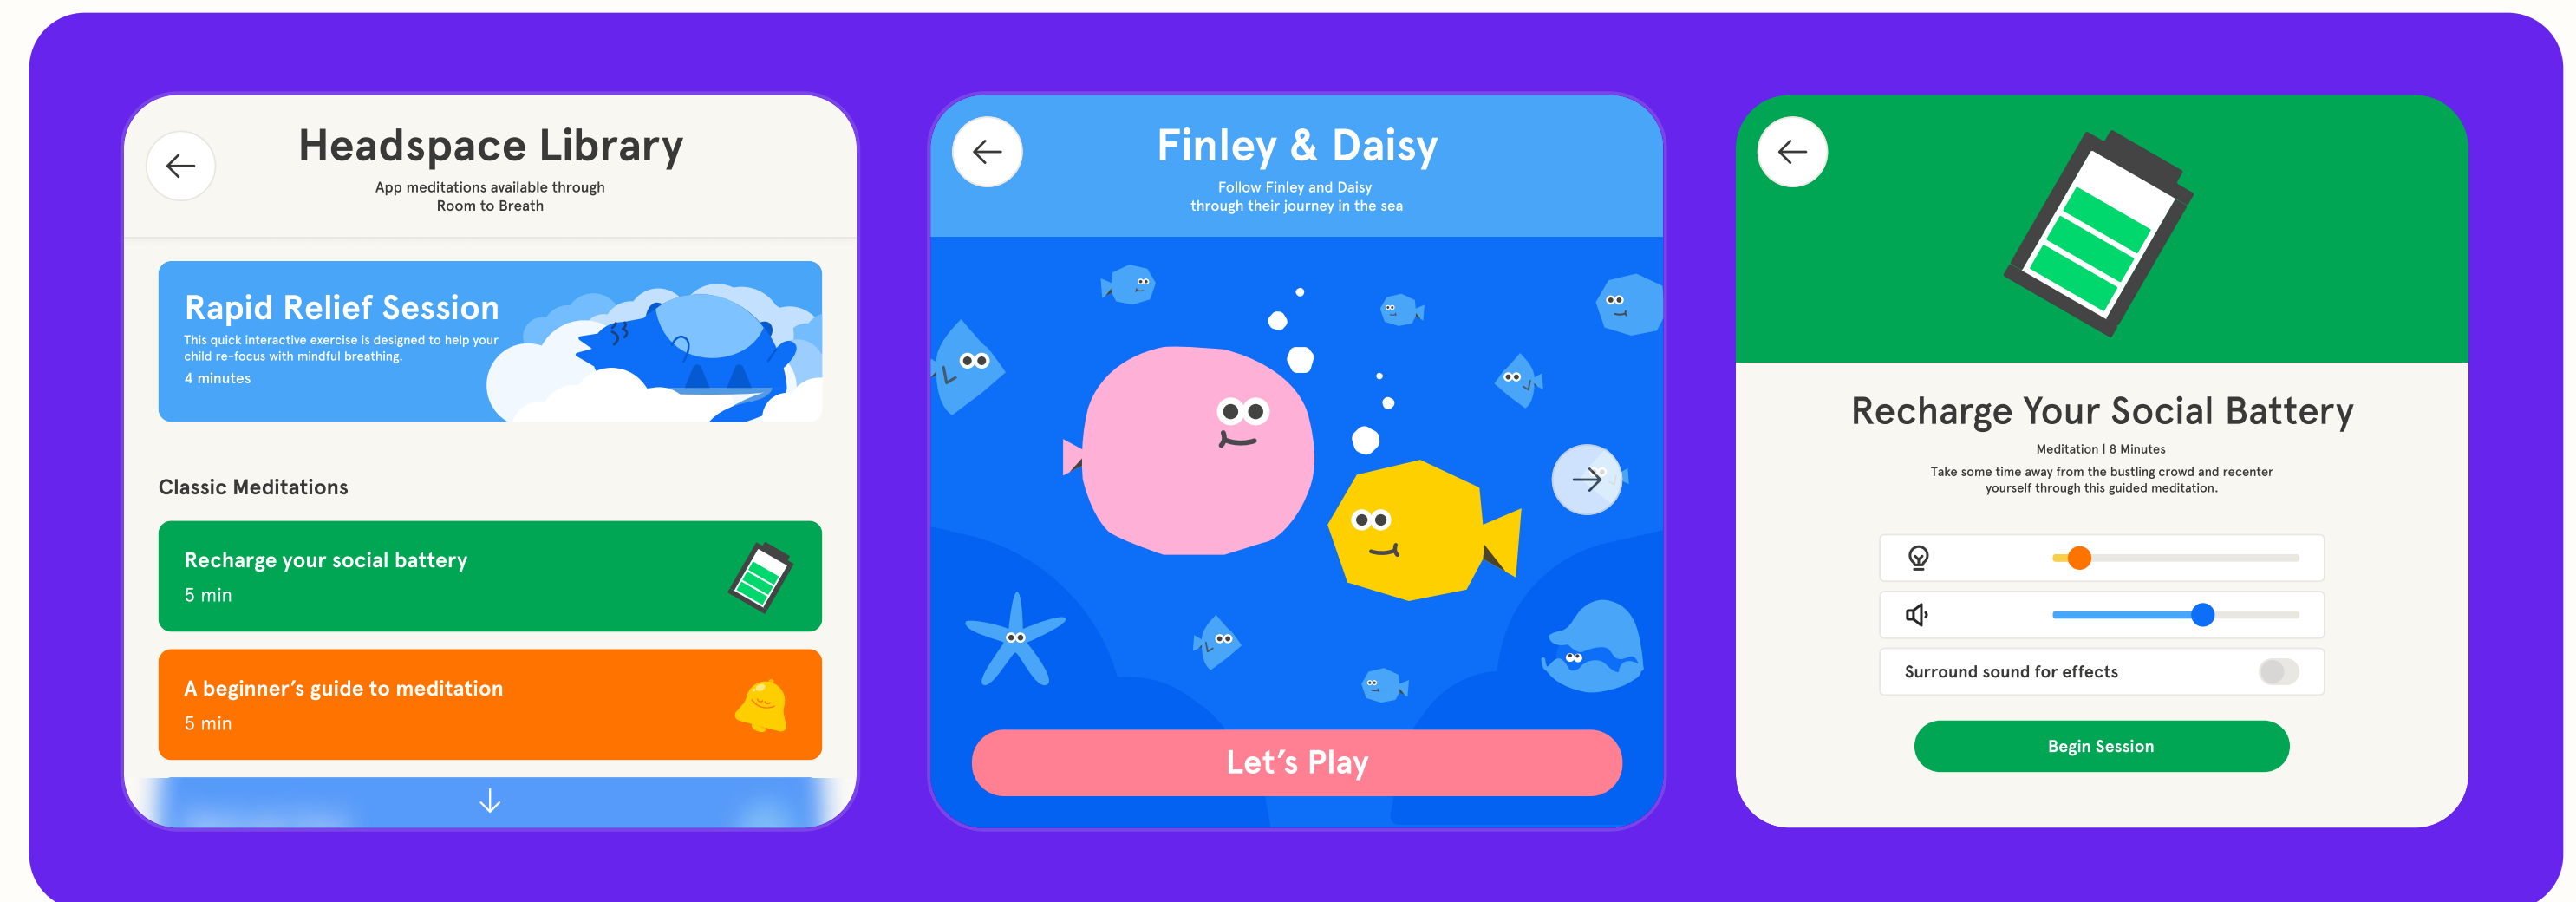 Headspace Library
App meditations available through
Room to Breath
Rapid Relief Session
This quick interactive exercise is designed to help your
child re-focus with mindful breathing.
4 minutes
Classic Meditations
Recharge your social battery
5 min
A beginner’s guide to meditation
5 min
Finley & Daisy
Follow Finley and Daisy
through their journey in the sea
Let’s Play
Recharge Your Social Battery
Meditation | 8 Minutes
Take some time away from the bustling crowd and recenter
yourself through this guided meditation.
Surround sound for effects
Begin Session